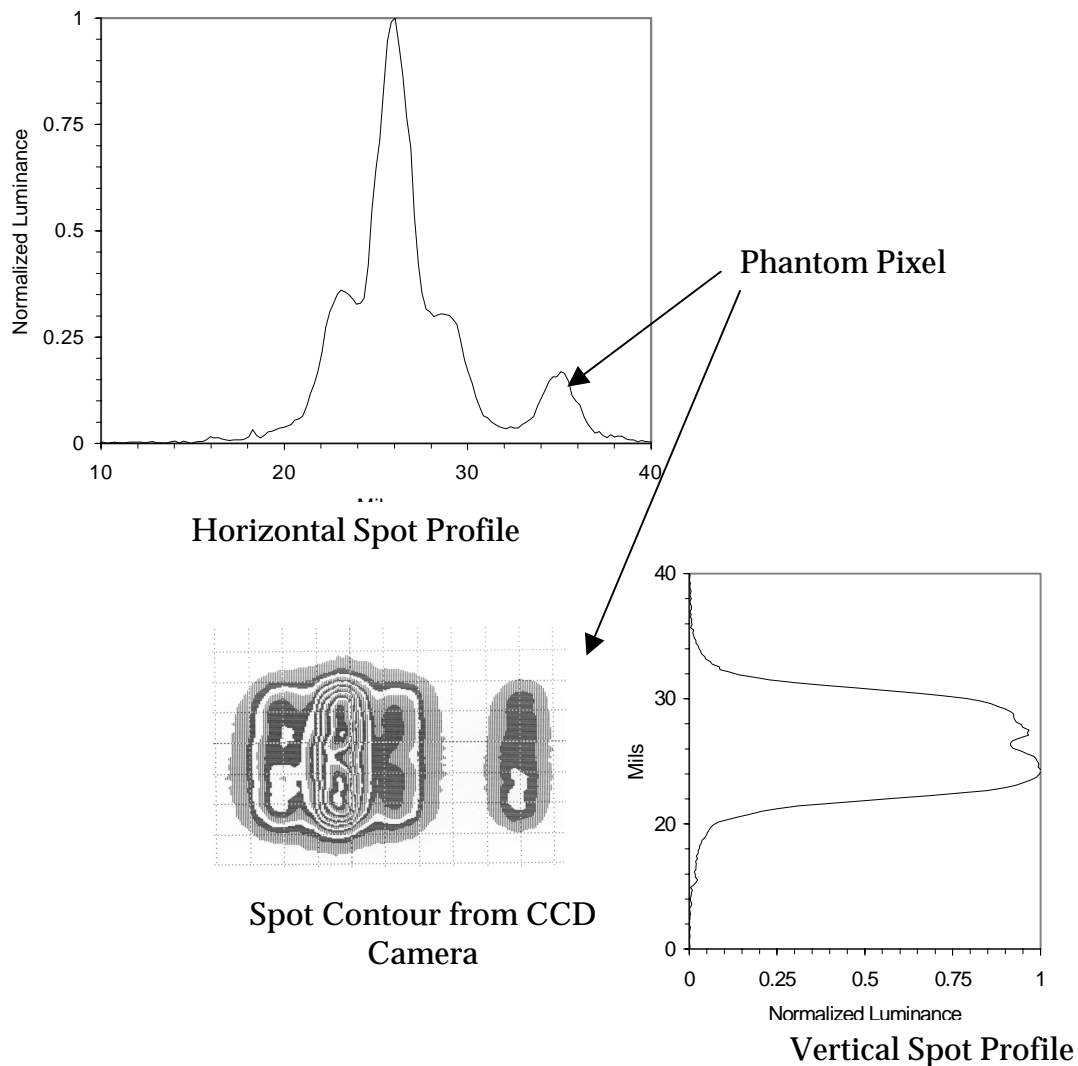 1
0.75
0.5
0.25
0
Normalized Luminance
10 20 30 40
Phantom Pixel
Horizontal Spot Profile
Spot Contour from CCD
Camera
40
30
20
10
0
Mils
0 0.25 0.5 0.75 1
Normalized Luminance
Vertical Spot Profile